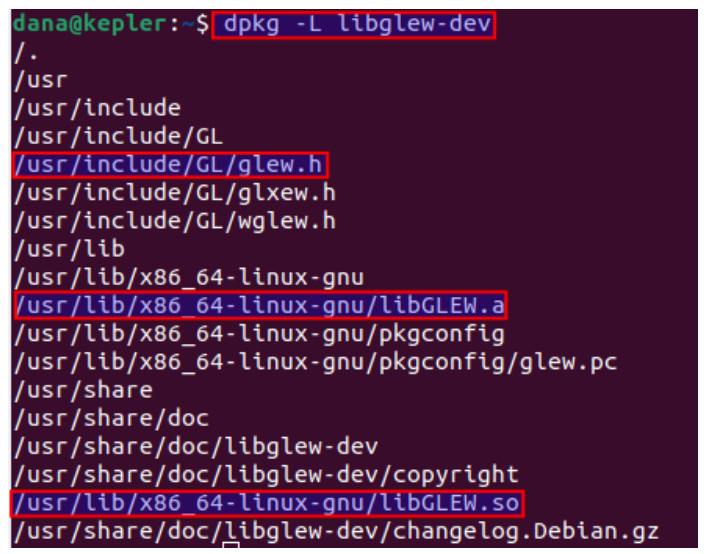 dana@kepler:~$ dpkg -L libglew-dev
/.
/usr
/usr/include
/usr/include/GL
/usr/include/GL/glew.h
/usr/include/GL/glxew.h
/usr/include/GL/wglew.h
/usr/lib
/usr/lib/x86_64-linux-gnu
/usr/lib/x86_64-linux-gnu/libGLEW.a
/usr/lib/x86_64-linux-gnu/pkgconfig
/usr/lib/x86_64-linux-gnu/pkgconfig/glew.pc
/usr/share
/usr/share/doc
/usr/share/doc/libglew-dev
/usr/share/doc/libglew-dev/copyright
/usr/lib/x86_64-linux-gnu/libGLEW.so
/usr/share/doc/libglew-dev/changelog.Debian.gz